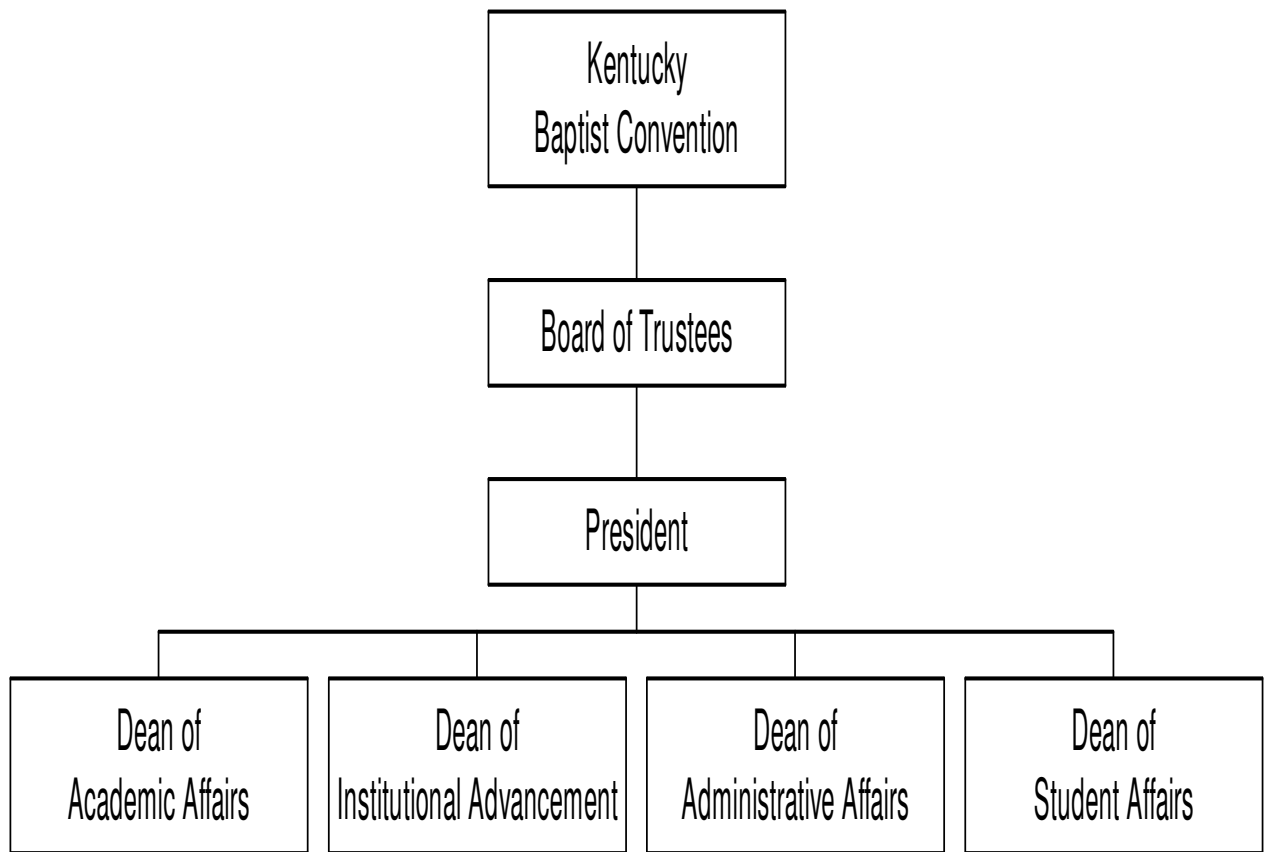 Kentucky
Baptist Convention
Board of Trustees
President
Dean of
Academic Affairs
Dean of
Institutional Advancement
Dean of
Administrative Affairs
Dean of
Student Affairs